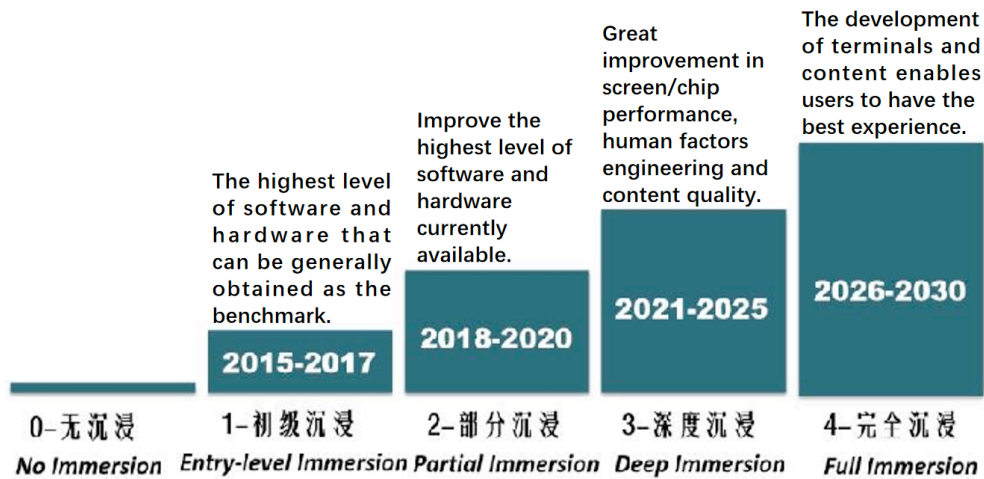 The highest level
of software and
hardware that
can be generally
obtained as the
benchmark.
2015-2017
Improve the
highest level of
software and
hardware
currently
available.
2018-2020
Great
improvement in
screen/chip
performance,
human factors
engineering and
content quality.
2021-2025
The development
of terminals and
content enables
users to have the
best experience.
2026-2030
0-无沉浸
1-初级沉浸
2-部分沉浸
3-深度沉浸
4-完全沉浸
No Immersion
Entry-level Immersion
Partial Immersion
Deep Immersion
Full Immersion